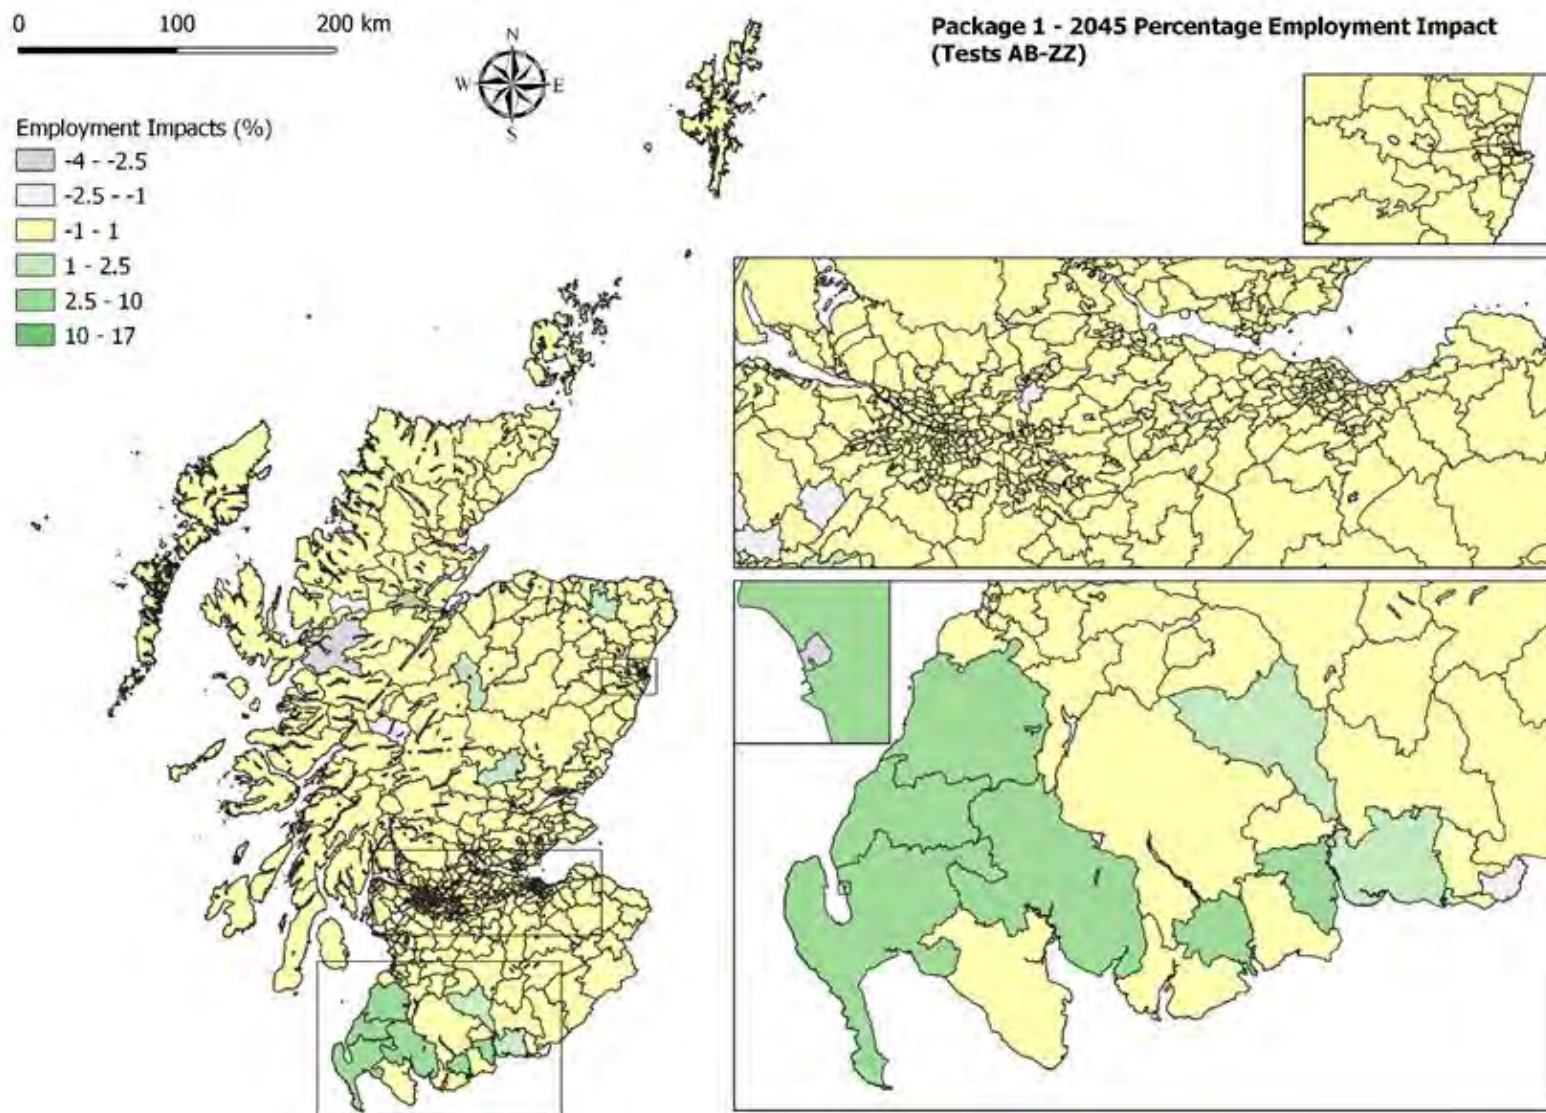 0 100 200 km
Package 1 - 2045 Percentage Employment Impact
(Tests AB-ZZ)
N
W E
S
Employment Impacts (%)
-4 - -2.5
-2.5 - -1
-1 - 1
1 - 2.5
2.5 - 10
10 - 17